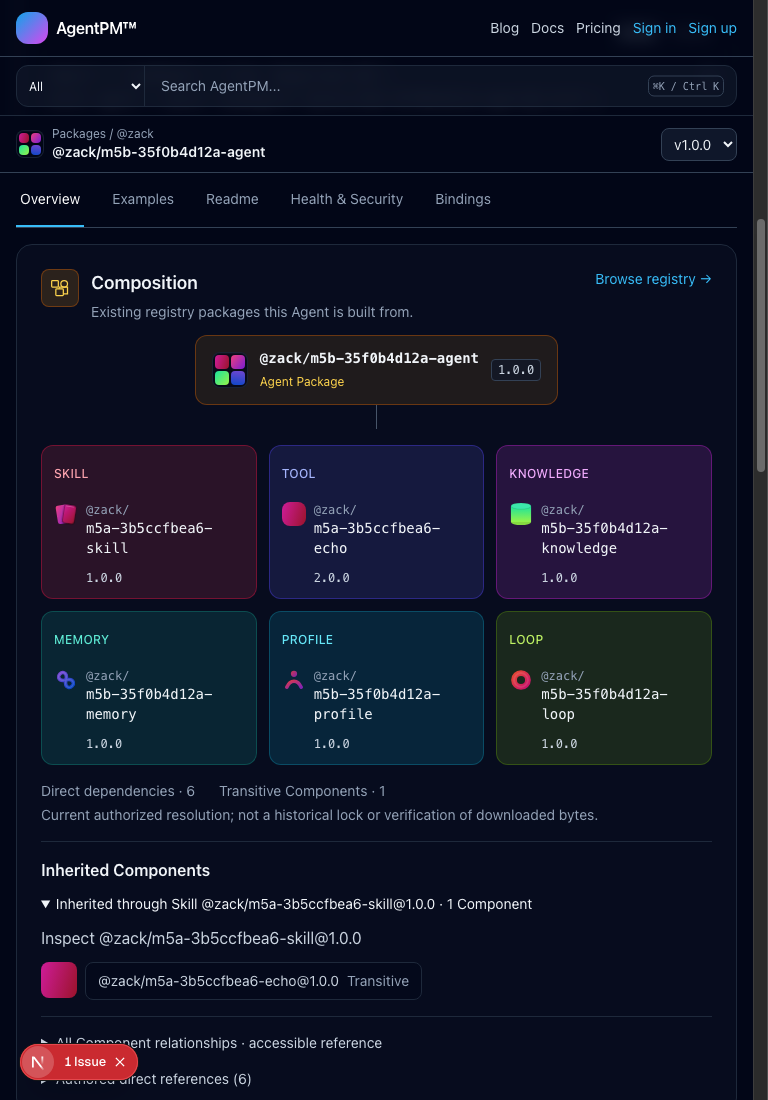 AgentPM™
Blog Docs Pricing Sign in Sign up
All
Search AgentPM...
⌘K / Ctrl K
Packages / @zack
@zack/m5b-35f0b4d12a-agent
v1.0.0
Overview Examples Readme Health & Security Bindings
Composition
Browse registry →
Existing registry packages this Agent is built from.
@zack/m5b-35f0b4d12a-agent
Agent Package
1.0.0
SKILL
@zack/
m5a-3b5ccfbea6-
skill
1.0.0
TOOL
@zack/
m5a-3b5ccfbea6-
echo
2.0.0
KNOWLEDGE
@zack/
m5b-35f0b4d12a-
knowledge
1.0.0
MEMORY
@zack/
m5b-35f0b4d12a-
memory
1.0.0
PROFILE
@zack/
m5b-35f0b4d12a-
profile
1.0.0
LOOP
@zack/
m5b-35f0b4d12a-
loop
1.0.0
Direct dependencies · 6 Transitive Components · 1
Current authorized resolution; not a historical lock or verification of downloaded bytes.
Inherited Components
▼ Inherited through Skill @zack/m5a-3b5ccfbea6-skill@1.0.0 · 1 Component
Inspect @zack/m5a-3b5ccfbea6-skill@1.0.0
@zack/m5a-3b5ccfbea6-echo@1.0.0 Transitive
All Component relationships · accessible reference
N 1 Issue ×
Authored direct references (6)